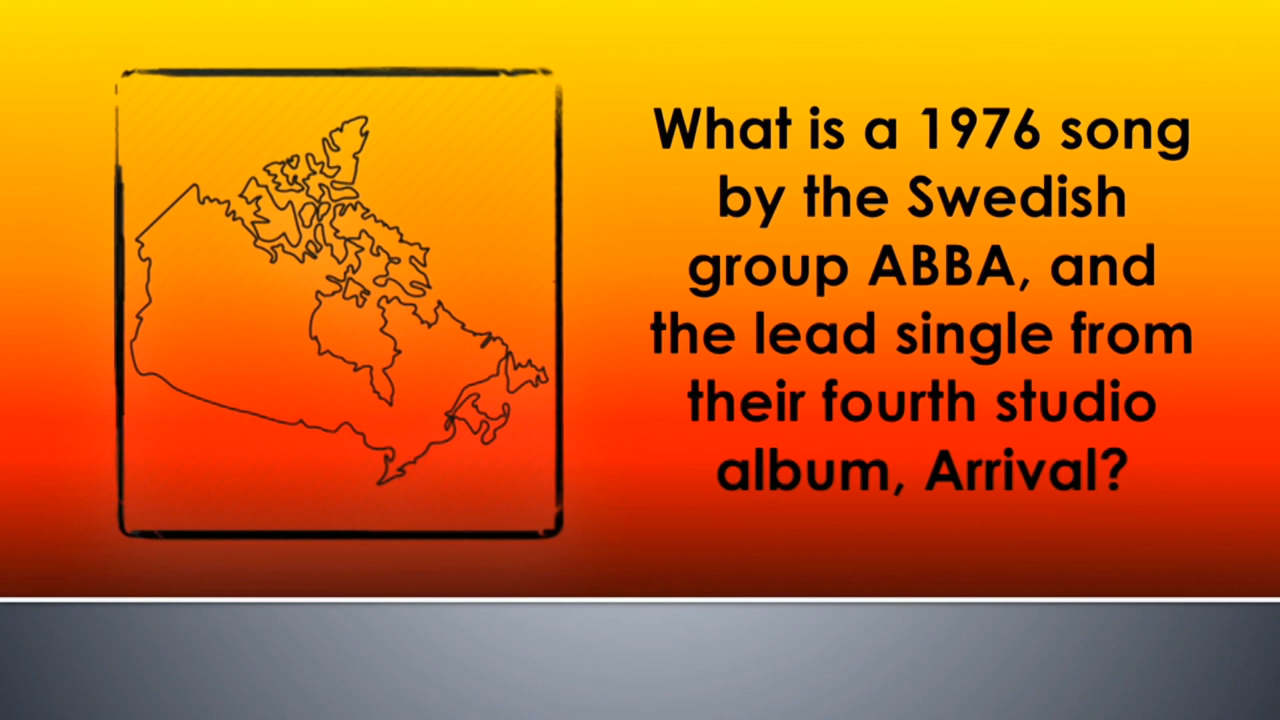 What is a 1976 song
by the Swedish
group ABBA, and
the lead single from
their fourth studio
album, Arrival?